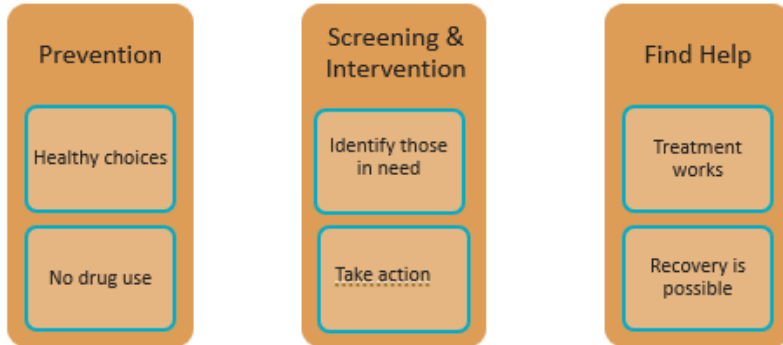 Prevention
Healthy choices
No drug use
Screening &
Intervention
Identify those
in need
Take action
Find Help
Treatment
works
Recovery is
possible